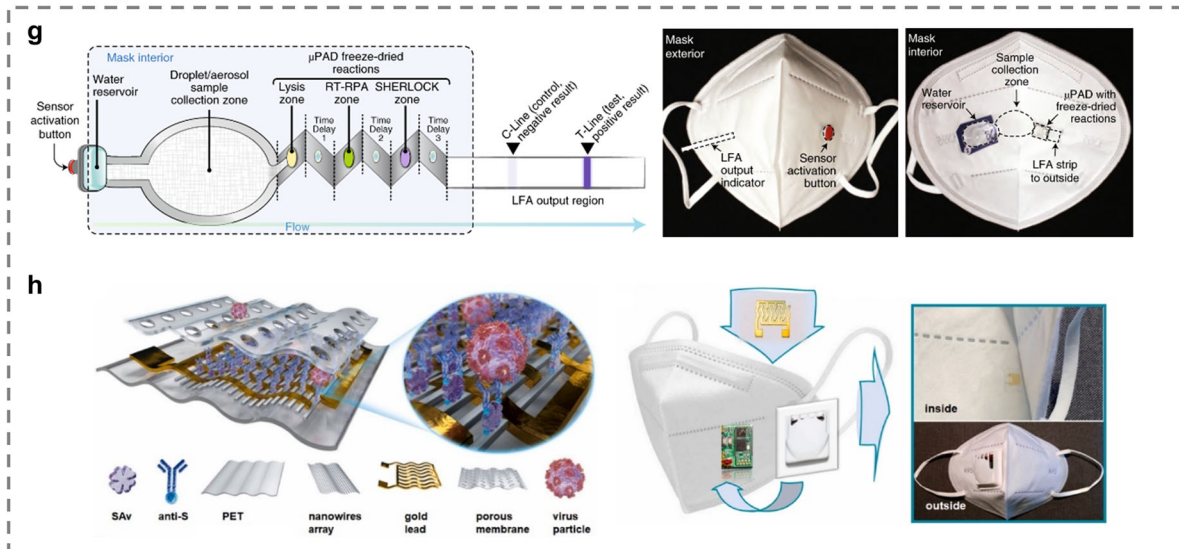 g
Mask interior
Water
reservoir
Sensor
activation
button
Droplet/aerosol
sample
collection zone
µPAD freeze-dried
reactions
Lysis
zone
RT-RPA
zone
SHERLOCK
zone
Time
Delay
1
Time
Delay
2
Time
Delay
3
C-Line (control,
negative result)
T-Line (test,
positive result)
LFA output region
Flow
Mask
exterior
LFA
output
indicator
Sensor
activation
button
Mask
interior
Sample
collection
zone
Water
reservoir
µPAD with
freeze-dried
reactions
LFA strip
to outside
h
SAv
anti-S
PET
nanowires
array
gold
lead
porous
membrane
virus
particle
inside
outside